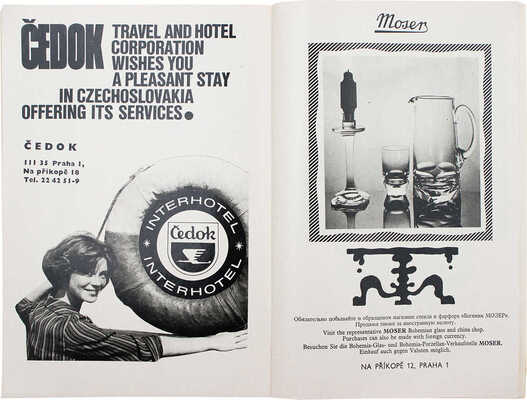 ČEDOK TRAVEL AND HOTEL
CORPORATION
WISHES YOU
A PLEASANT STAY
IN CZECHOSLOVAKIA
OFFERING ITS SERVICES.
ČEDOK
111 35 Praha 1,
Na příkopě 18
Tel. 22 42 51-9
INTERHOTEL
Čedok
INTERHOTEL
Moser
Обязательно побывайте в образцовом магазине стекла и фарфора «Богемия МОЗЕР».
Продажа также за иностранную валюту.
Visit the representative MOSER Bohemian glass and china shop.
Purchases can also be made with foreign currency.
Besuchen Sie die Bohemia-Glas- und Bohemia-Porzellan-Verkaufsstelle MOSER.
Einkauf auch gegen Valuten möglich.
NA PŘÍKOPĚ 12, PRAHA 1